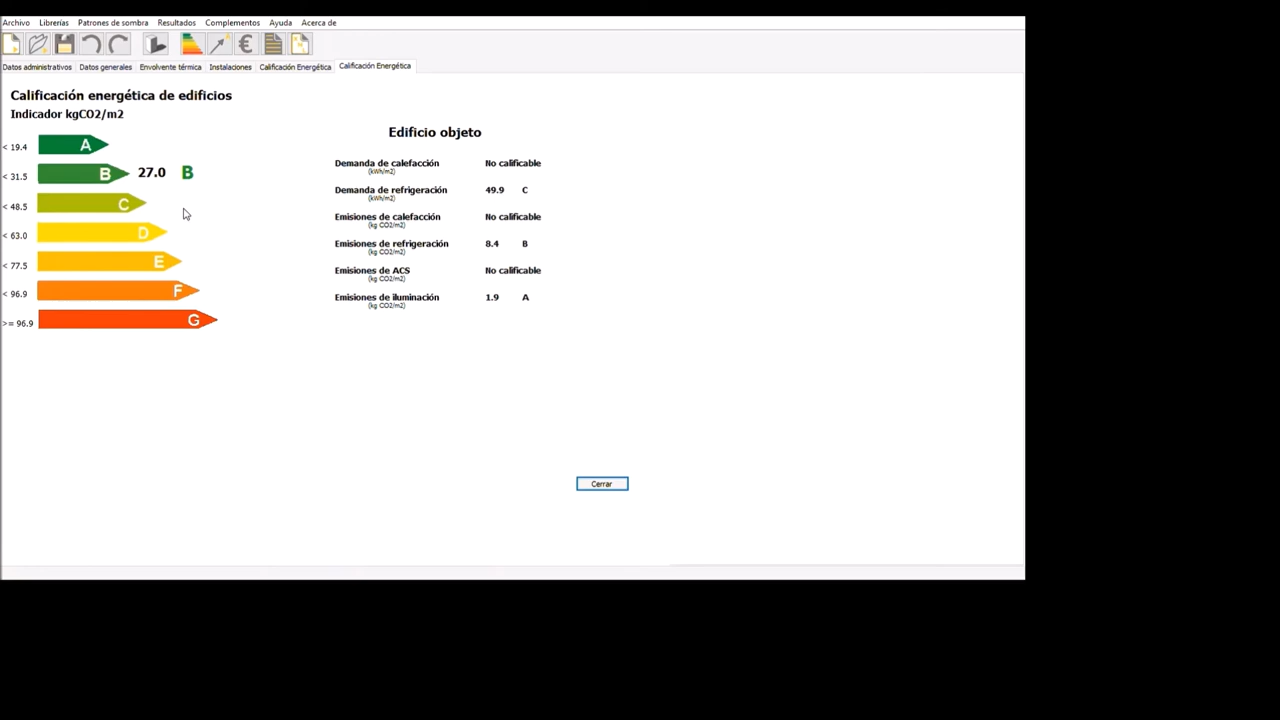 Archivo Librerías Patrones de sombra Resultados Complementos Ayuda Acerca de
Datos administrativos Datos generales Envolvente térmica Instalaciones Calificación Energética Calificación Energética
Calificación energética de edificios
Indicador kgCO2/m2
Edificio objeto
< 19.4 A
< 31.5 B 27.0 B
< 48.5 C
< 63.0 D
< 77.5 E
< 96.9 F
>= 96.9 G
Demanda de calefacción No calificable
(kWh/m2)
Demanda de refrigeración 49.9 C
(kWh/m2)
Emisiones de calefacción No calificable
(kg CO2/m2)
Emisiones de refrigeración 8.4 B
(kg CO2/m2)
Emisiones de ACS No calificable
(kg CO2/m2)
Emisiones de iluminación 1.9 A
(kg CO2/m2)
Cerrar